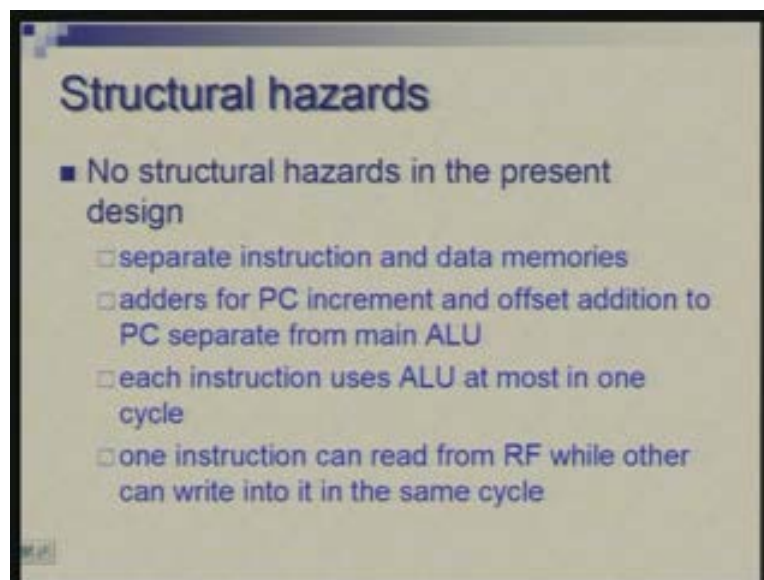 Structural hazards
No structural hazards in the present
design
separate instruction and data memories
adders for PC increment and offset addition to
PC separate from main ALU
each instruction uses ALU at most in one
cycle
one instruction can read from RF while other
can write into it in the same cycle